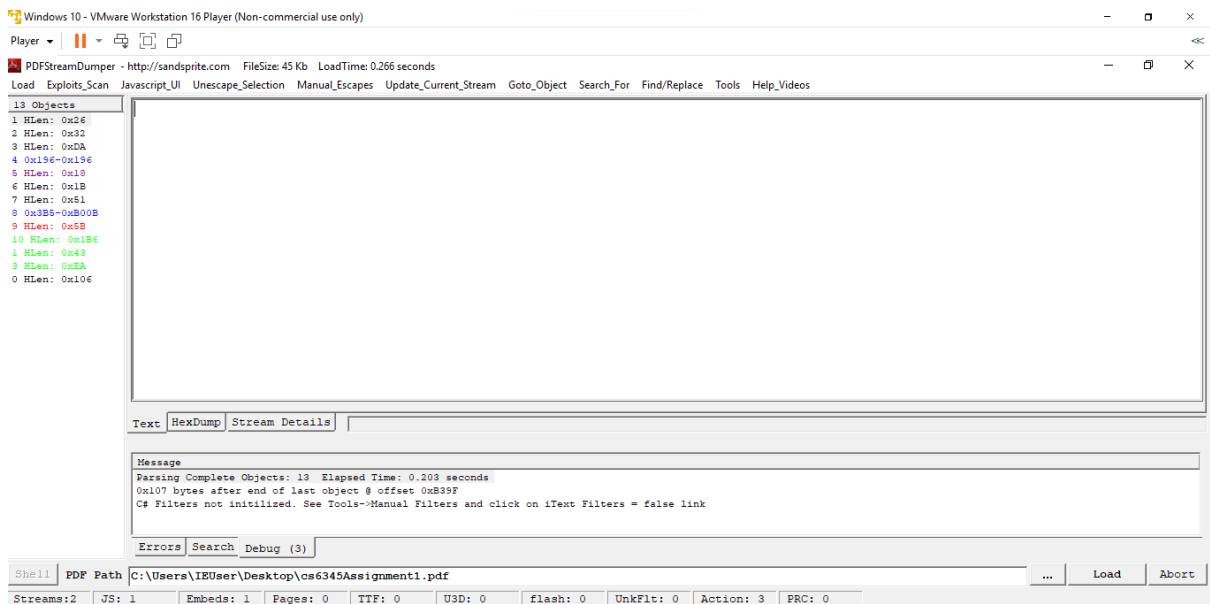 Windows 10 - VMware Workstation 16 Player (Non-commercial use only)
Player
PDFStreamDumper - http://sandsprite.com FileSize: 45 Kb LoadTime: 0.266 seconds
Load Exploits_Scan Javascript_UI Unescape_Selection Manual_Escapes Update_Current_Stream Goto_Object Search_For Find/Replace Tools Help_Videos
13 Objects
1 HLen: 0x26
2 HLen: 0x32
3 HLen: 0xDA
4 0x196-0x196
5 HLen: 0x18
6 HLen: 0x1B
7 HLen: 0x51
8 0x3B5-0xB00B
9 HLen: 0x5B
10 HLen: 0x1B6
1 HLen: 0x43
3 HLen: 0xEA
0 HLen: 0x106
Text HexDump Stream Details
Message
Parsing Complete Objects: 13 Elapsed Time: 0.203 seconds
0x107 bytes after end of last object @ offset 0xB39F
C# Filters not initilized. See Tools->Manual Filters and click on iText Filters = false link
Errors Search Debug (3)
Shell PDF Path C:\Users\IEUser\Desktop\cs6345Assignment1.pdf ... Load Abort
Streams:2 JS: 1 Embeds: 1 Pages: 0 TTF: 0 U3D: 0 flash: 0 UnkFlt: 0 Action: 3 PRC: 0